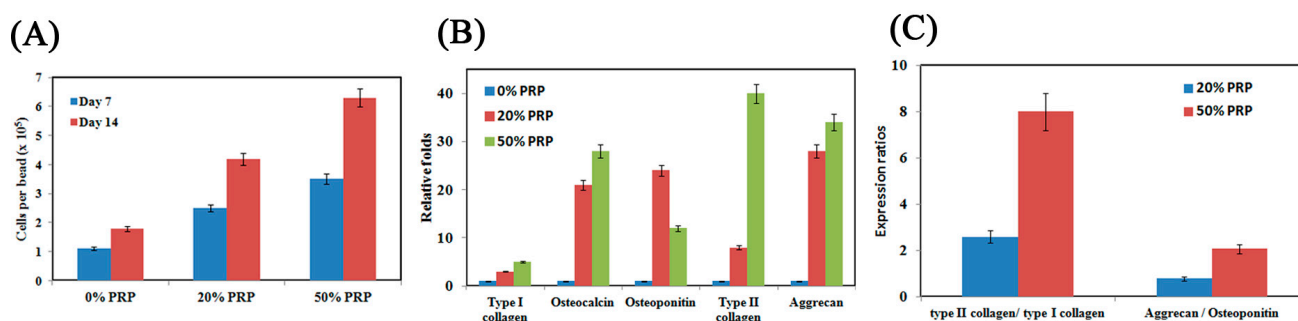 (A)
Cells per bead (x 10⁵)
7
6
5
4
3
2
1
0
Day 7
Day 14
0% PRP 20% PRP 50% PRP
(B)
Relative folds
40
30
20
10
0
0% PRP
20% PRP
50% PRP
Type I
collagen
Osteocalcin
Osteoponitin
Type II
collagen
Aggrecan
(C)
Expression ratios
10
8
6
4
2
0
20% PRP
50% PRP
type II collagen/ type I collagen
Aggrecan / Osteoponitin